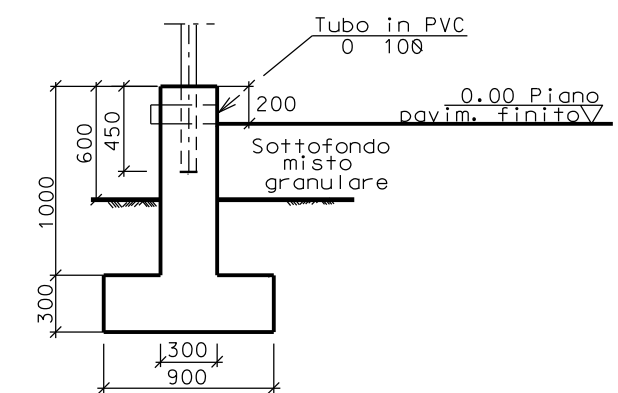 Tubo in PVC
0 100
200
0.00 Piano
pavim. finito
600
450
Sottofondo
misto
granulare
1000
300
300
900